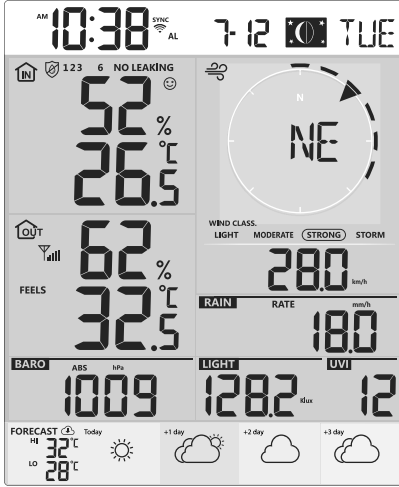 AM 10:38 SYNC AL 7-12 TUE
IN 1 2 3 6 NO LEAKING
52 %
26.5 °C
N
NE
WIND CLASS.
LIGHT MODERATE STRONG STORM
28.0 km/h
OUT
62 %
FEELS
32.5 °C
RAIN RATE mm/h
18.0
BARO ABS hPa
1009
LIGHT
128.2 Klux
UVI
12
FORECAST Today +1 day +2 day +3 day
HI 32°C
LO 28°C